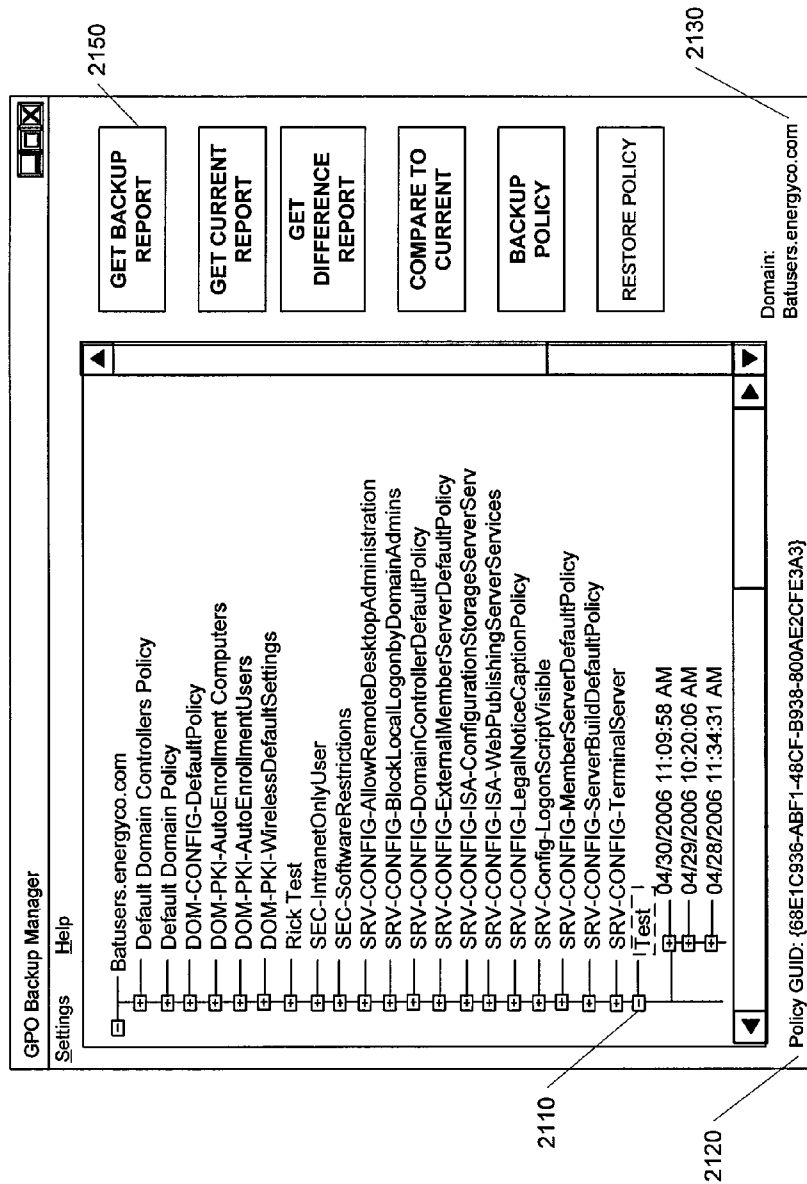 GPO Backup Manager
Settings Help
Batusers.energyco.com
Default Domain Controllers Policy
Default Domain Policy
DOM-CONFIG-DefaultPolicy
DOM-PKI-AutoEnrollment Computers
DOM-PKI-AutoEnrollmentUsers
DOM-PKI-WirelessDefaultSettings
Rick Test
SEC-IntranetOnlyUser
SEC-SoftwareRestrictions
SRV-CONFIG-AllowRemoteDesktopAdministration
SRV-CONFIG-BlockLocalLogonbyDomainAdmins
SRV-CONFIG-DomainControllerDefaultPolicy
SRV-CONFIG-ExternalMemberServerDefaultPolicy
SRV-CONFIG-ISA-ConfigurationStorageServerServ
SRV-CONFIG-ISA-WebPublishingServerServices
SRV-CONFIG-LegalNoticeCaptionPolicy
SRV-Config-LogonScriptVisible
SRV-CONFIG-MemberServerDefaultPolicy
SRV-CONFIG-ServerBuildDefaultPolicy
SRV-CONFIG-TerminalServer
Test
04/30/2006 11:09:58 AM
04/29/2006 10:20:06 AM
04/28/2006 11:34:31 AM
GET BACKUP
REPORT
GET CURRENT
REPORT
GET
DIFFERENCE
REPORT
COMPARE TO
CURRENT
BACKUP
POLICY
RESTORE POLICY
Domain:
Batusers.energyco.com
Policy GUID: {68E1C936-ABF1-48CF-B938-800AE2CFE3A3}
2110
2120
2130
2150